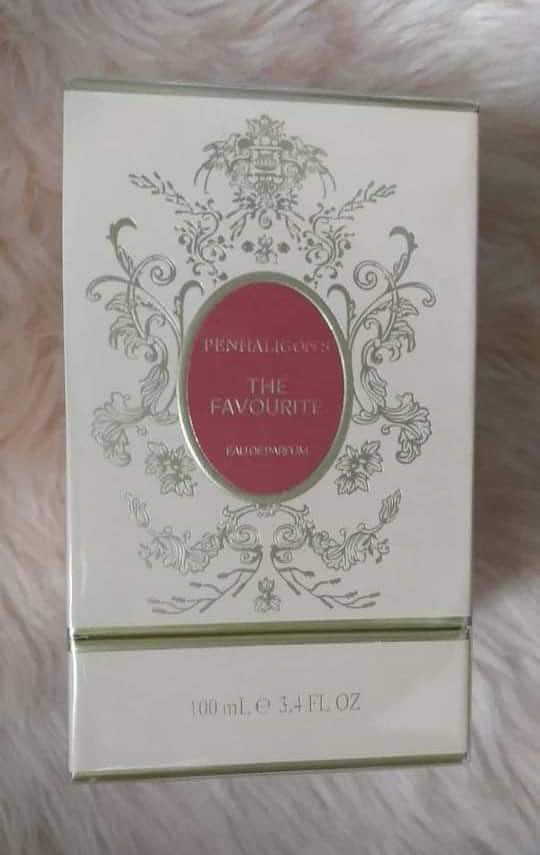 PENHALIGON'S
THE
FAVOURITE
EAU DE PARFUM
100 mL ℮ 3.4 FL OZ